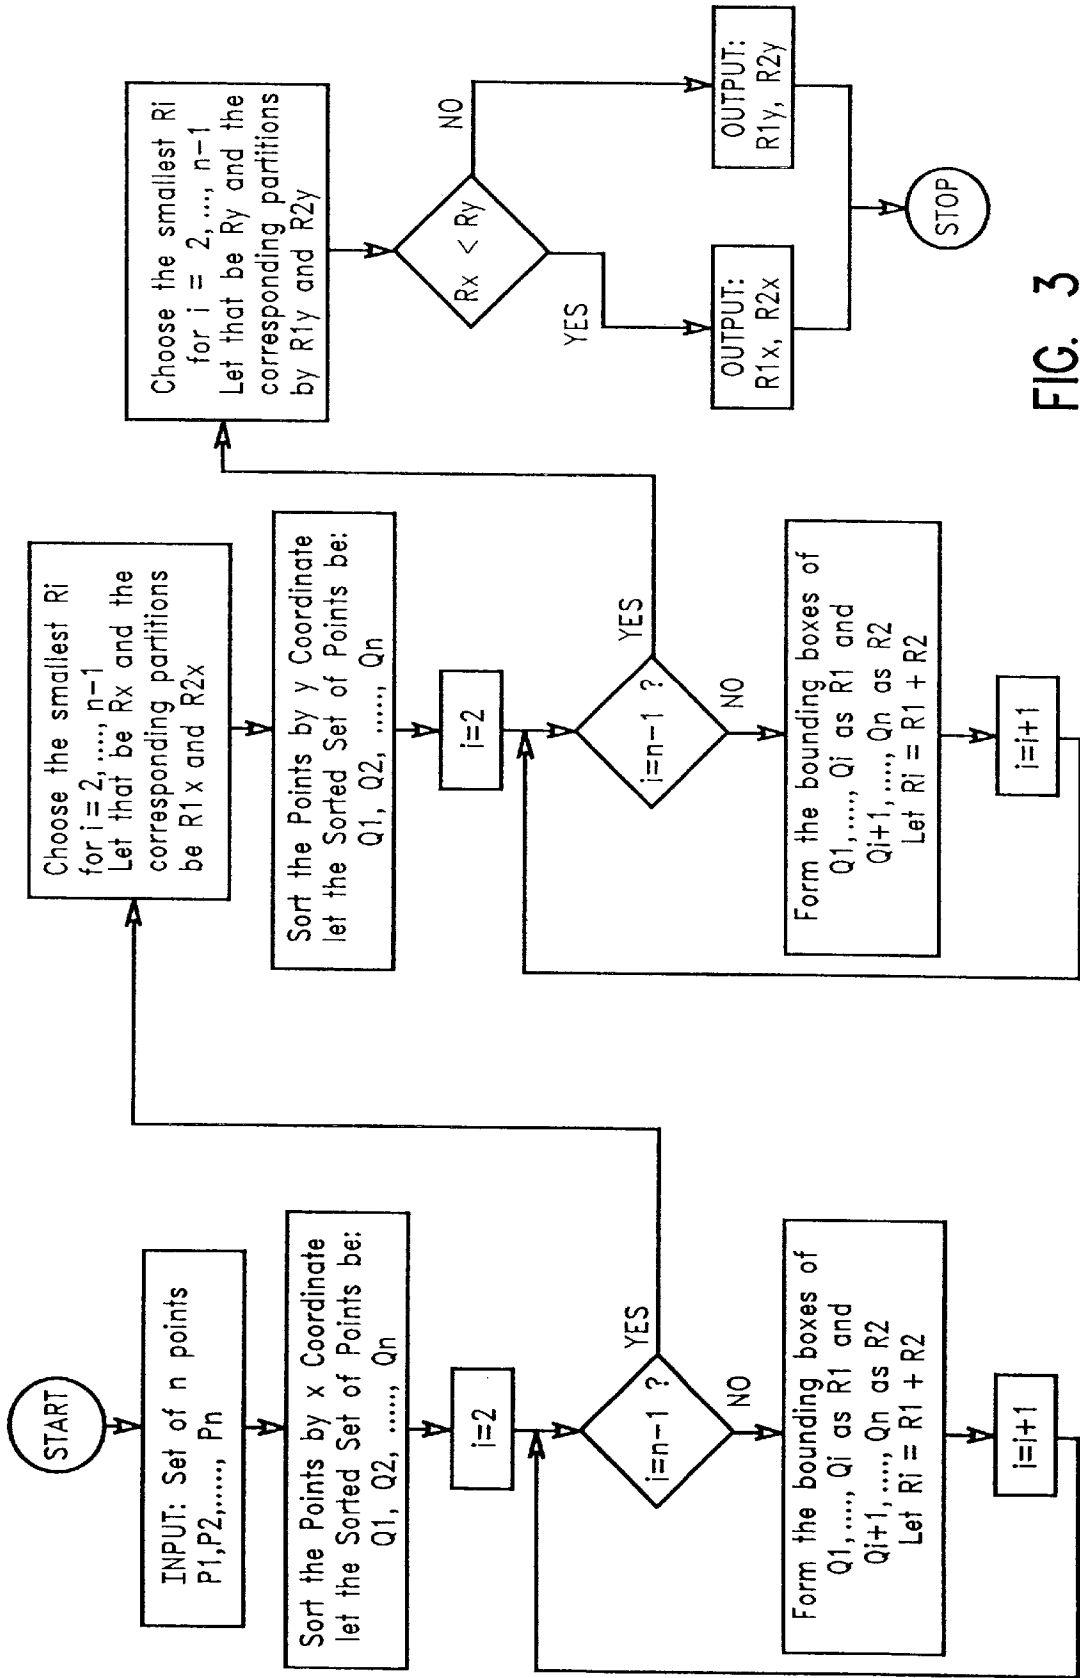 START
INPUT: Set of n points
P1,P2,......, Pn
Sort the Points by x Coordinate
let the Sorted Set of Points be:
Q1, Q2, ....., Qn
i=2
i=n-1 ?
YES
NO
Form the bounding boxes of
Q1,...., Qi as R1 and
Qi+1, ...., Qn as R2
Let Ri = R1 + R2
i=i+1
Choose the smallest Ri
for i=2,..., n-1
Let that be Rx and the
corresponding partitions
be R1x and R2x
Sort the Points by y Coordinate
let the Sorted Set of Points be:
Q1, Q2, ....., Qn
i=2
i=n-1 ?
YES
NO
Form the bounding boxes of
Q1,...., Qi as R1 and
Qi+1, ...., Qn as R2
Let Ri = R1 + R2
i=i+1
Choose the smallest Ri
for i = 2,..., n-1
Let that be Ry and the
corresponding partitions
by R1y and R2y
Rx < Ry
YES
NO
OUTPUT:
R1x, R2x
OUTPUT:
R1y, R2y
STOP
FIG. 3